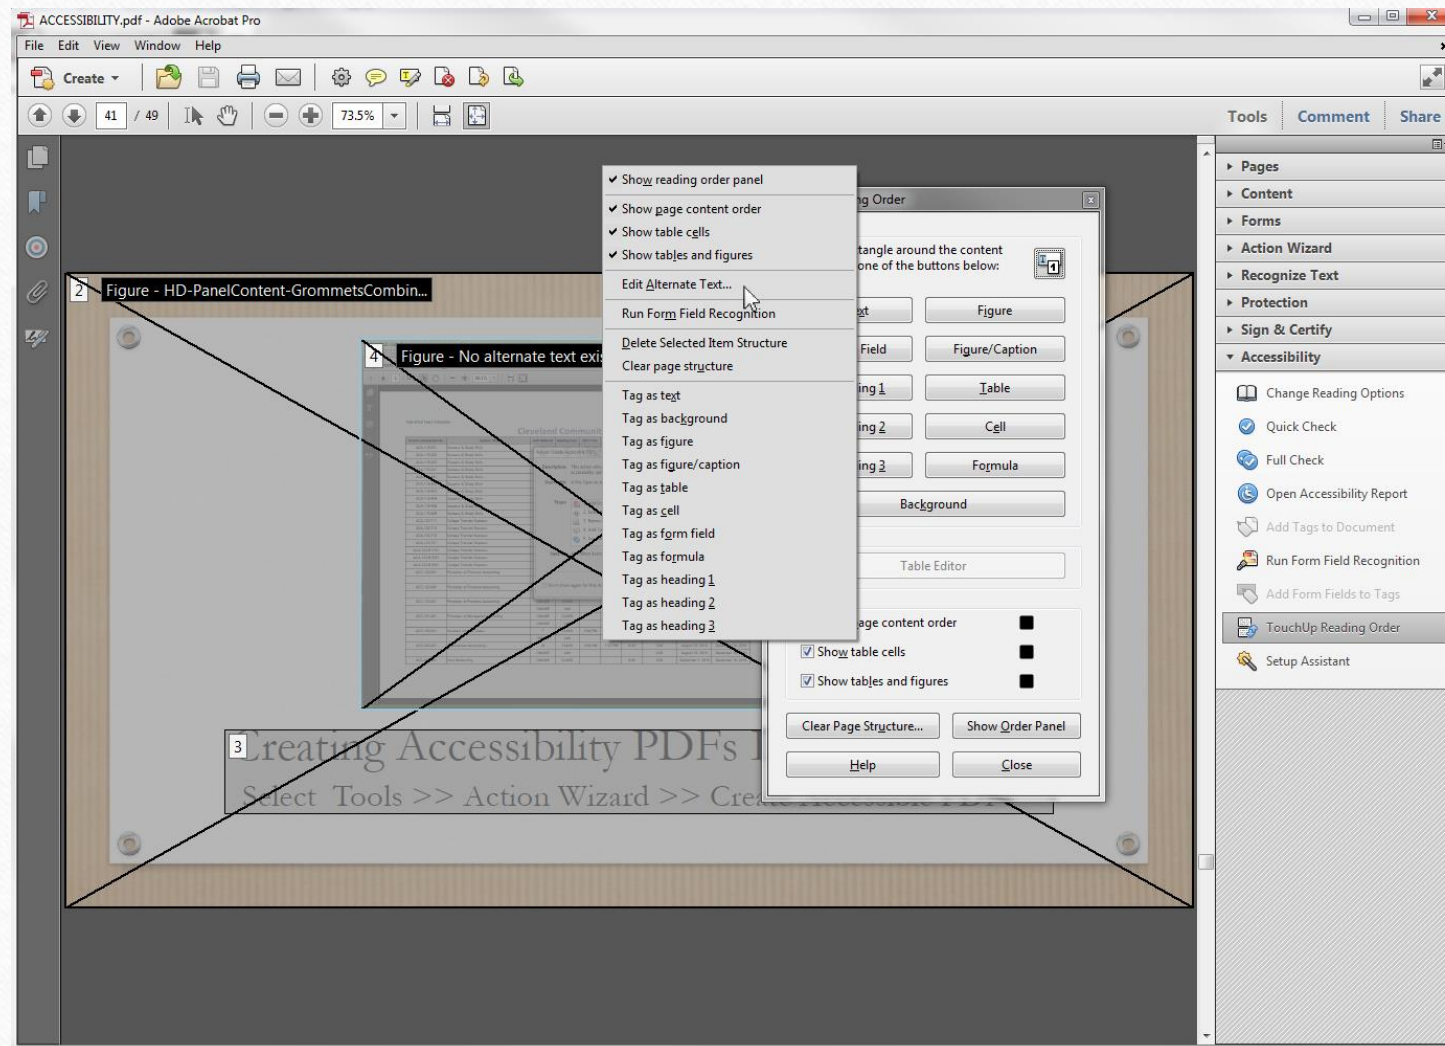 ACCESSIBILITY.pdf - Adobe Acrobat Pro
File Edit View Window Help
Create
41 / 49 73.5% Tools Comment Share
Pages
Content
Forms
Action Wizard
Recognize Text
Protection
Sign & Certify
Accessibility
Change Reading Options
Quick Check
Full Check
Open Accessibility Report
Add Tags to Document
Run Form Field Recognition
Add Form Fields to Tags
TouchUp Reading Order
Setup Assistant
2 Figure - HD-PanelContent-GrommetsCombin...
4 Figure - No alternate text exis
3 Creating Accessibility PDFs
Select Tools >> Action Wizard >> Create Accessible PDF
Show reading order panel
Show page content order
Show table cells
Show tables and figures
Edit Alternate Text...
Run Form Field Recognition
Delete Selected Item Structure
Clear page structure
Tag as text
Tag as background
Tag as figure
Tag as figure/caption
Tag as table
Tag as cell
Tag as form field
Tag as formula
Tag as heading 1
Tag as heading 2
Tag as heading 3
ng Order
tangle around the content
one of the buttons below:
1
xt Figure
Field Figure/Caption
ing 1 Table
ing 2 Cell
ing 3 Formula
Background
Table Editor
age content order
Show table cells
Show tables and figures
Clear Page Structure... Show Order Panel
Help Close